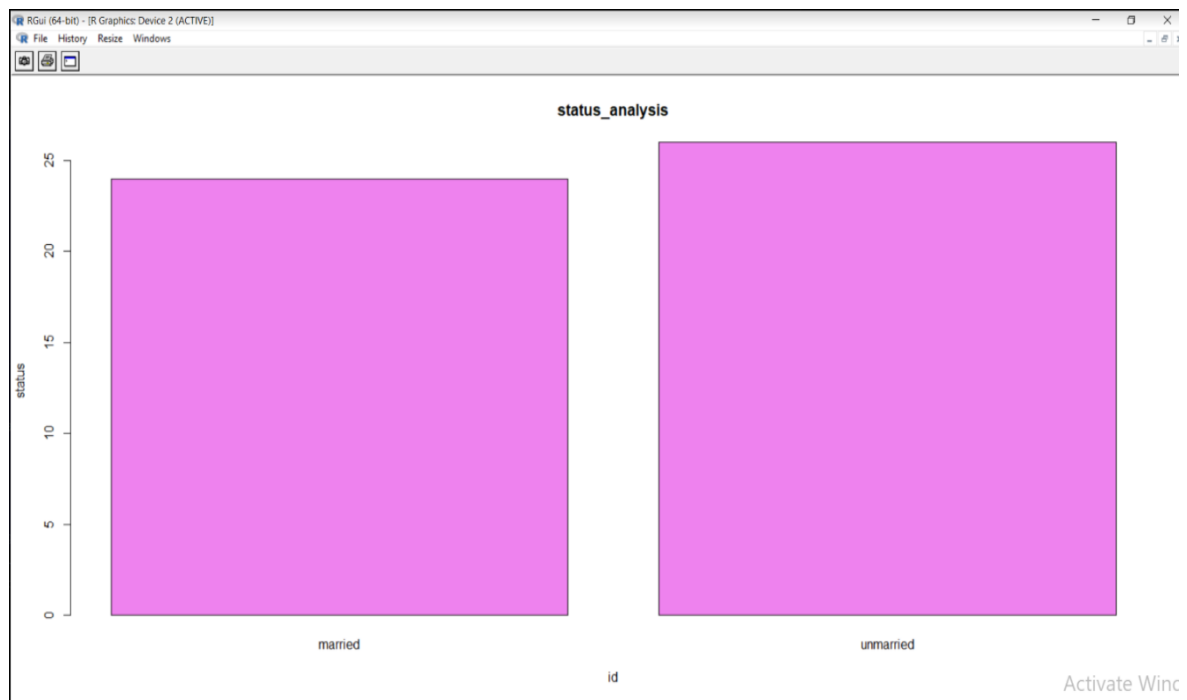 RGui (64-bit) - [R Graphics: Device 2 (ACTIVE)]
File History Resize Windows
status_analysis
25
20
15
10
5
0
status
married unmarried
id
Activate Wind